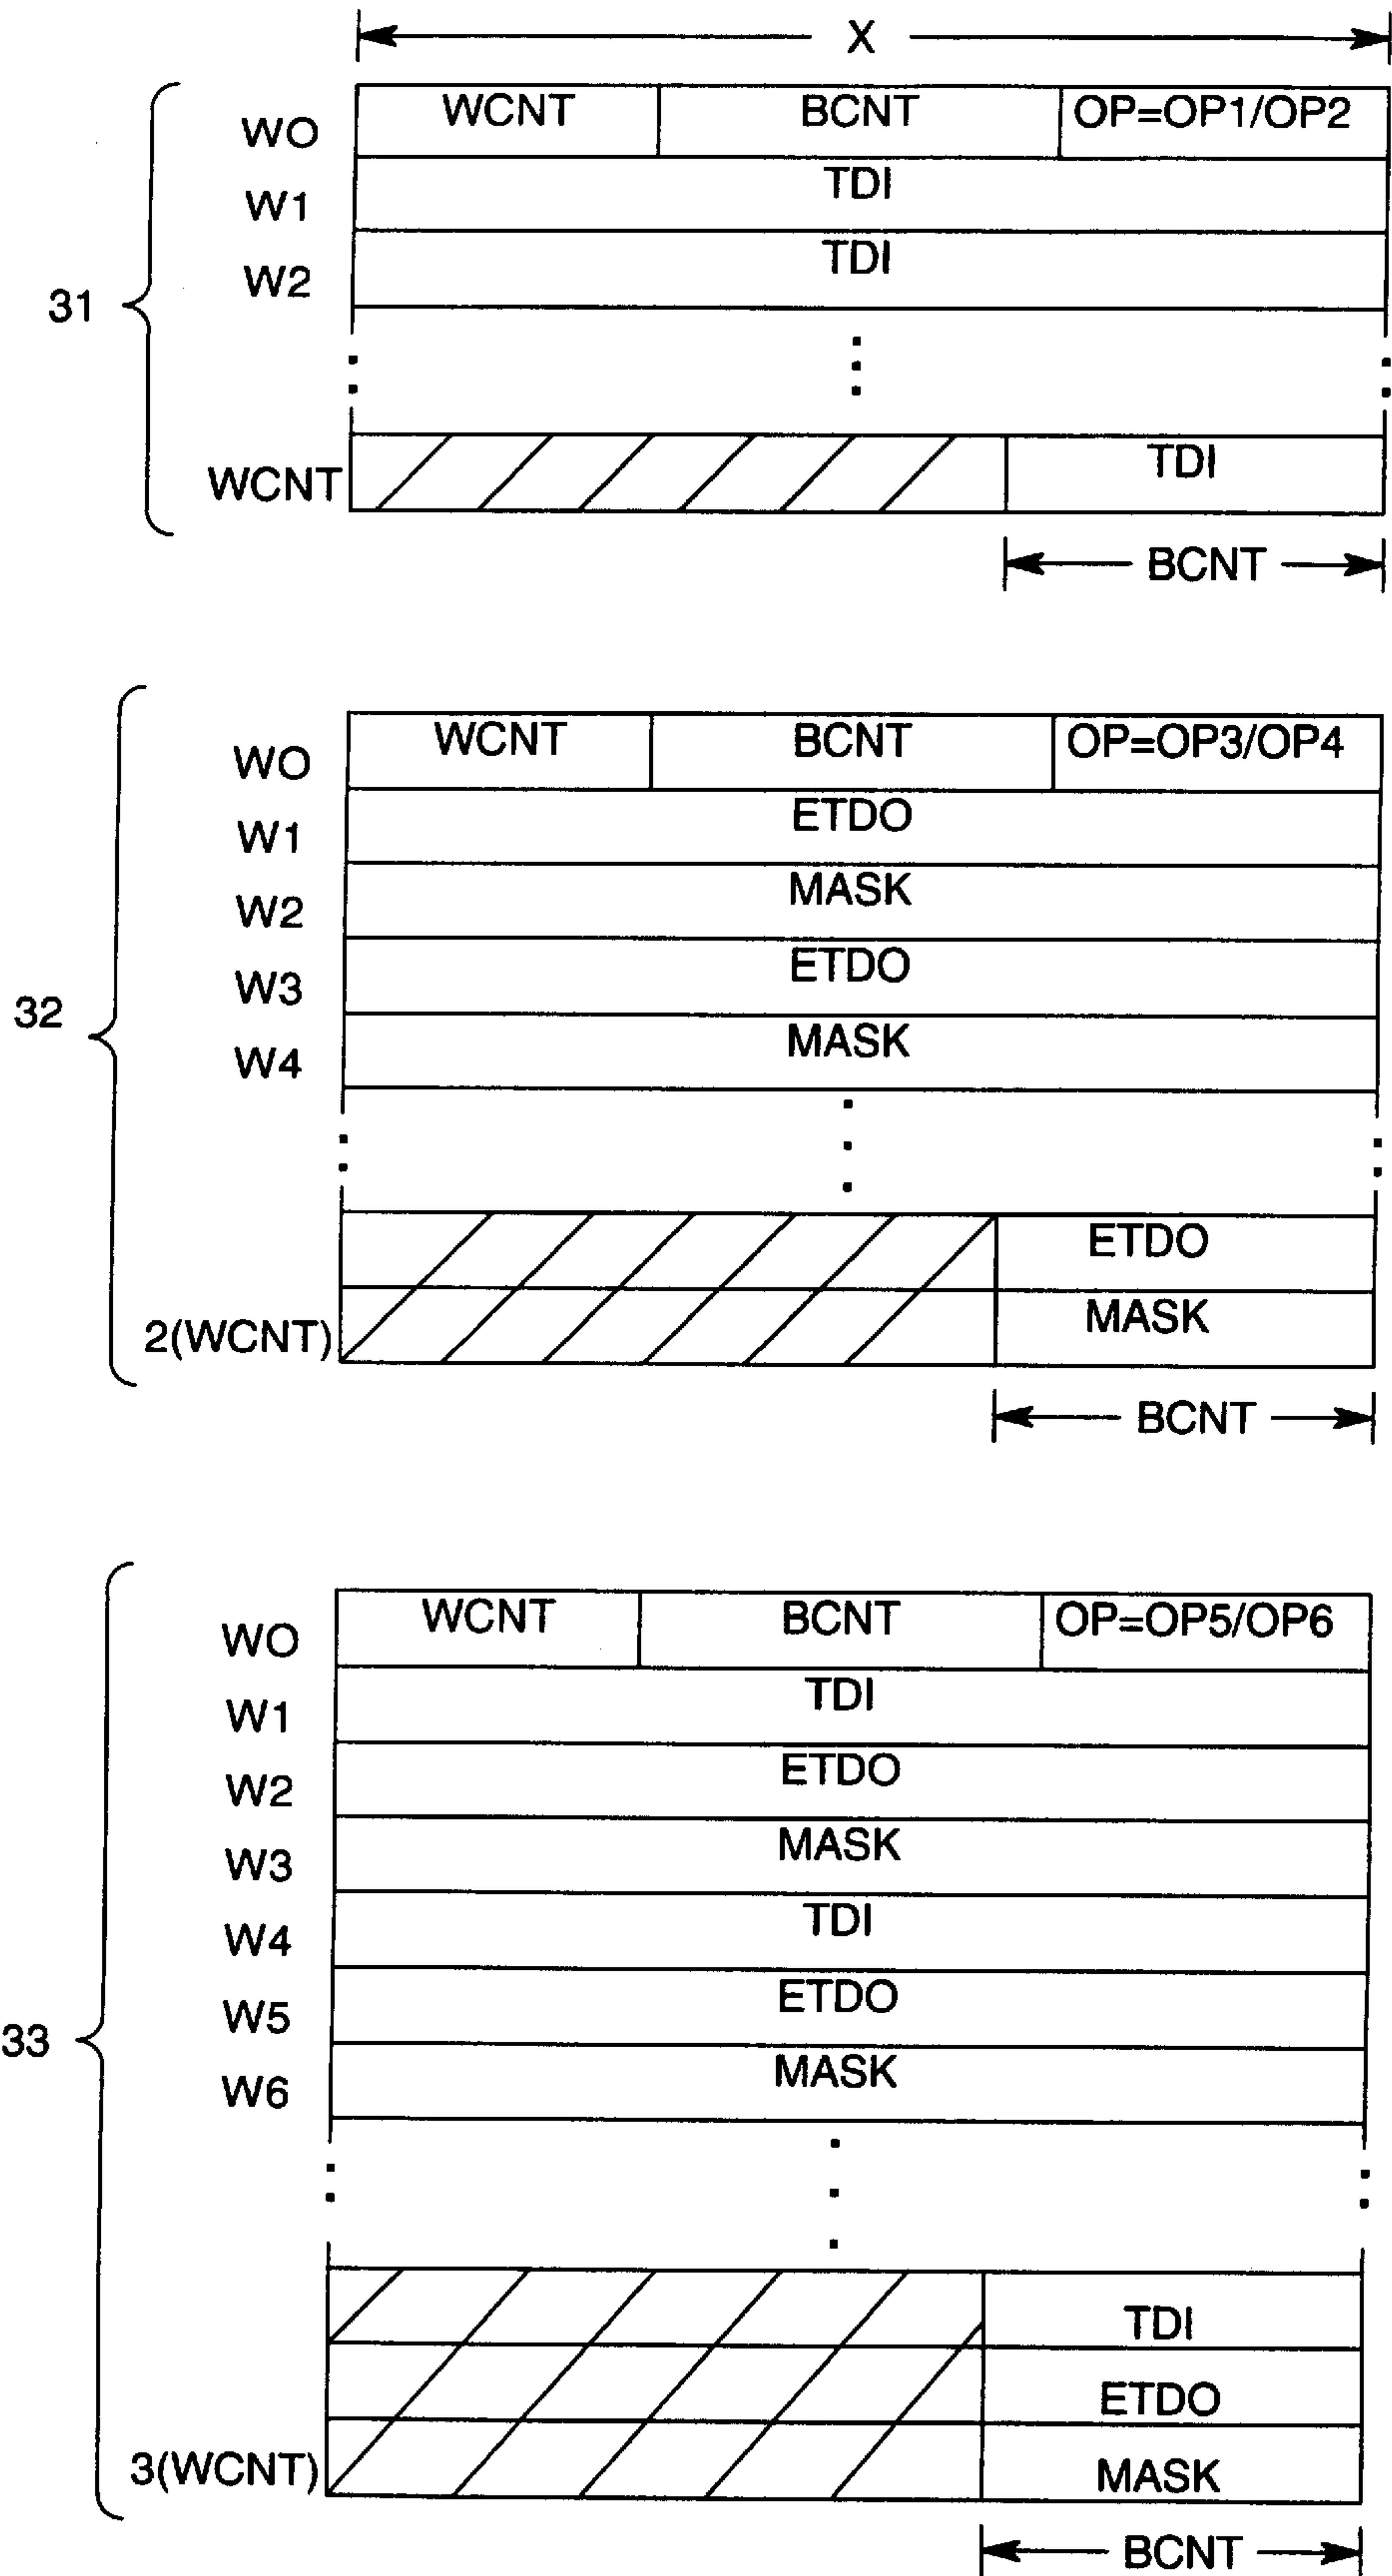 X
WO WCNT BCNT OP=OP1/OP2
W1 TDI
W2 TDI
31
WCNT TDI
BCNT
WO WCNT BCNT OP=OP3/OP4
W1 ETDO
W2 MASK
W3 ETDO
32
W4 MASK
ETDO
2(WCNT) MASK
BCNT
WO WCNT BCNT OP=OP5/OP6
W1 TDI
W2 ETDO
W3 MASK
W4 TDI
W5 ETDO
33
W6 MASK
TDI
ETDO
3(WCNT) MASK
BCNT